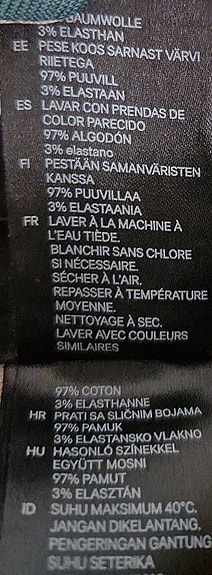 BAUMWOLLE
3% ELASTHAN
EE PESE KOOS SARNAST VÄRVI
RIIETEGA
97% PUUVILL
3% ELASTAAN
ES LAVAR CON PRENDAS DE
COLOR PARECIDO
97% ALGODÓN
3% elastano
FI PESTÄÄN SAMANVÄRISTEN
KANSSA
97% PUUVILLAA
3% ELASTAANIA
FR LAVER À LA MACHINE À
L'EAU TIÈDE.
BLANCHIR SANS CHLORE
SI NÉCESSAIRE.
SÉCHER À L'AIR.
REPASSER À TEMPÉRATURE
MOYENNE.
NETTOYAGE À SEC.
LAVER AVEC COULEURS
SIMILAIRES
97% COTON
3% ELASTHANNE
HR PRATI SA SLIČNIM BOJAMA
97% PAMUK
3% ELASTANSKO VLAKNO
HU HASONLÓ SZÍNEKKEL
EGYÜTT MOSNI
97% PAMUT
3% ELASZTÁN
ID SUHU MAKSIMUM 40°C.
JANGAN DIKELANTANG.
PENGERINGAN GANTUNG
SUHU SETERIKA